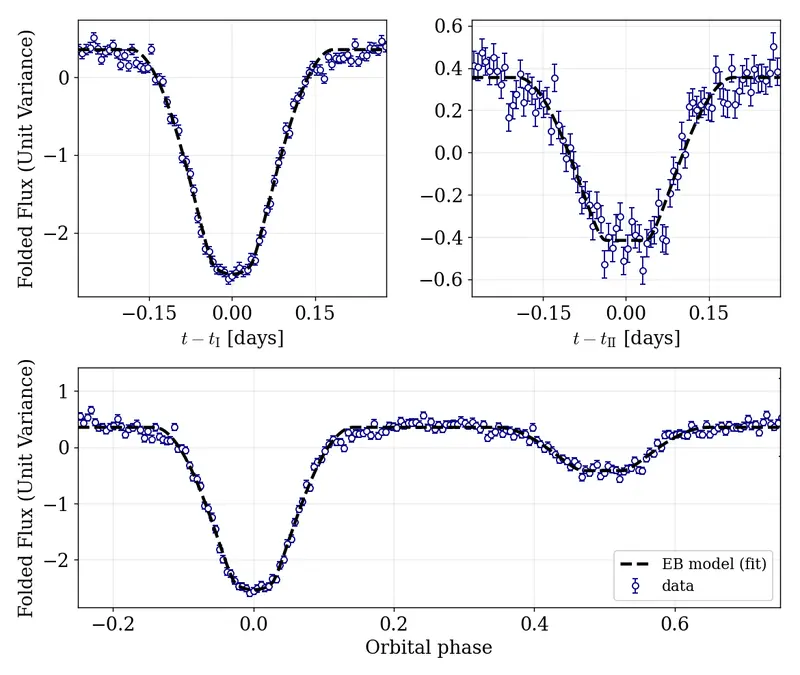 Folded Flux (Unit Variance)
0
−1
−2
−0.15 0.00 0.15
t − tI [days]
0.6
0.4
0.2
0.0
−0.2
−0.4
−0.6
−0.15 0.00 0.15
t − tII [days]
Folded Flux (Unit Variance)
1
0
−1
−2
EB model (fit)
data
−0.2 0.0 0.2 0.4 0.6
Orbital phase